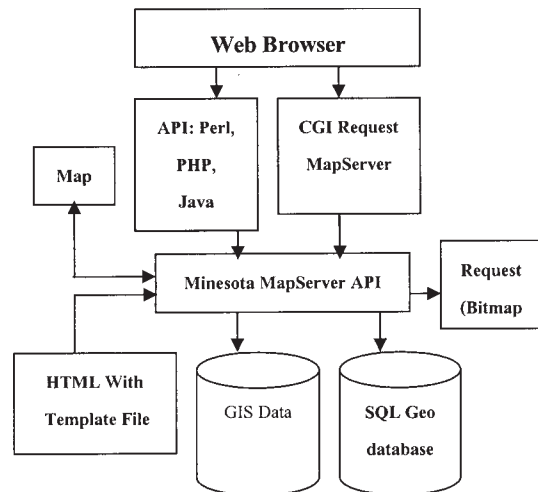 Web Browser
API: Perl,
PHP,
Java
CGI Request
MapServer
Map
Minesota MapServer API
Request
(Bitmap
HTML With
Template File
GIS Data
SQL Geo
database